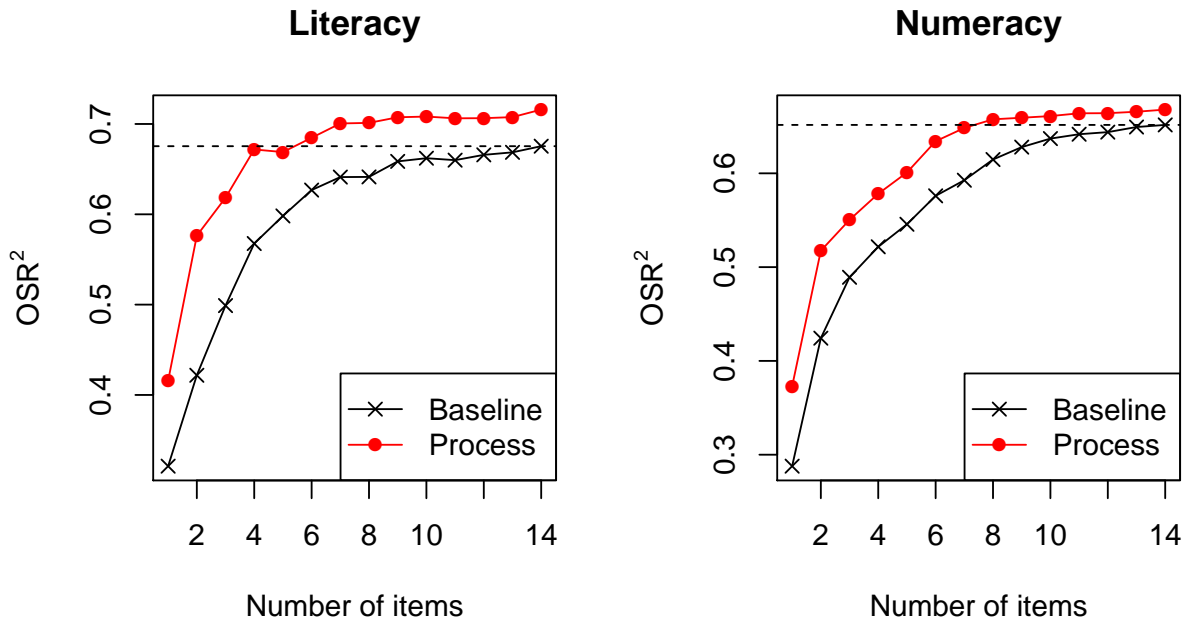 Literacy
OSR²
0.7
0.6
0.5
0.4
2 4 6 8 10 14
Number of items
Baseline
Process
Numeracy
OSR²
0.6
0.5
0.4
0.3
2 4 6 8 10 14
Number of items
Baseline
Process